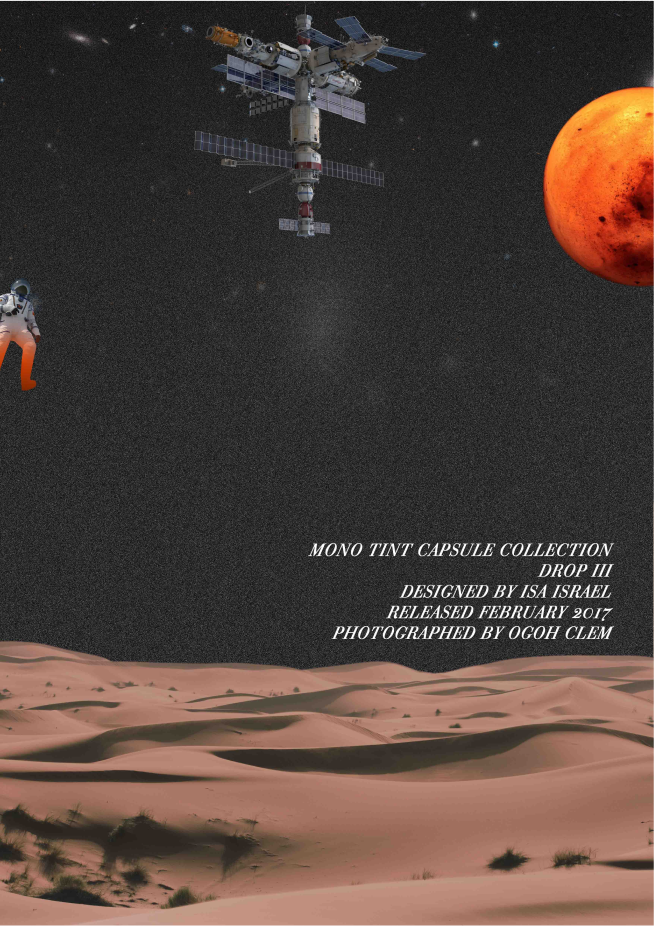 MONO TINT CAPSULE COLLECTION
DROP III
DESIGNED BY ISA ISRAEL
RELEASED FEBRUARY 2017
PHOTOGRAPHED BY OGOH CLEM